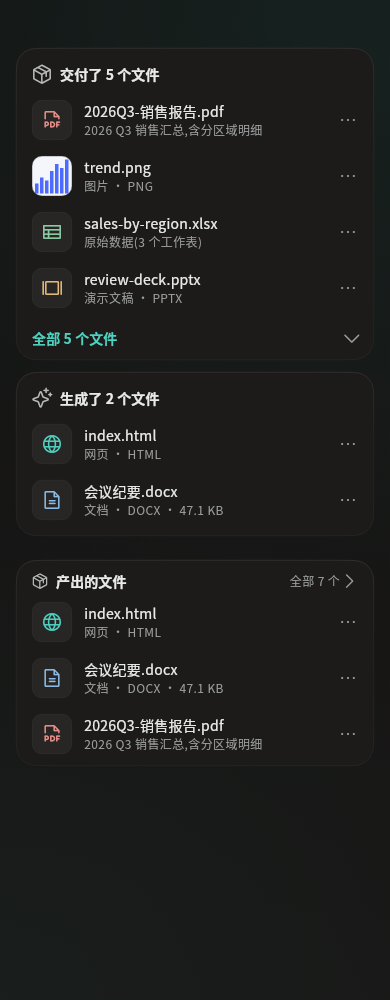 交付了 5 个文件
PDF
2026Q3-销售报告.pdf
2026 Q3 销售汇总,含分区域明细
trend.png
图片 · PNG
sales-by-region.xlsx
原始数据(3 个工作表)
review-deck.pptx
演示文稿 · PPTX
全部 5 个文件
生成了 2 个文件
index.html
网页 · HTML
会议纪要.docx
文档 · DOCX · 47.1 KB
产出的文件
全部 7 个
index.html
网页 · HTML
会议纪要.docx
文档 · DOCX · 47.1 KB
PDF
2026Q3-销售报告.pdf
2026 Q3 销售汇总,含分区域明细